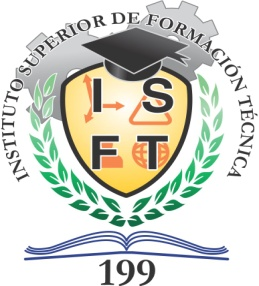 INSTITUTO SUPERIOR DE FORMACIÓN TÉCNICA
I S
F T
199